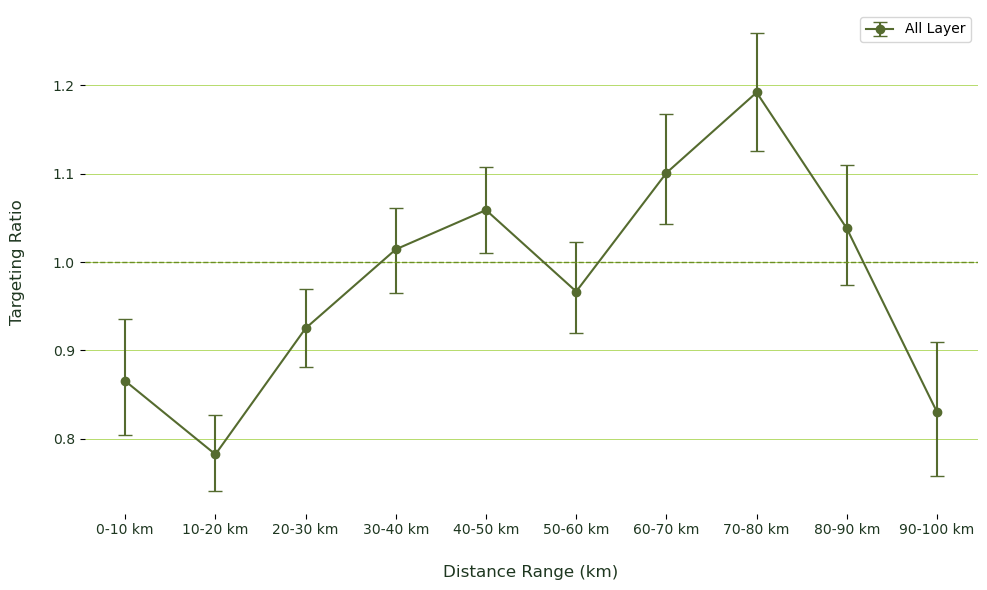 All Layer
1.2
1.1
1.0
0.9
0.8
Targeting Ratio
0-10 km 10-20 km 20-30 km 30-40 km 40-50 km 50-60 km 60-70 km 70-80 km 80-90 km 90-100 km
Distance Range (km)